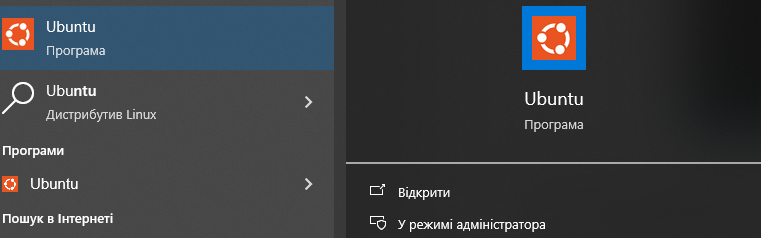 Ubuntu
Програма
Ubuntu
Дистрибутив Linux
Програми
Ubuntu
Пошук в Інтернеті
Ubuntu
Програма
Відкрити
У режимі адміністратора